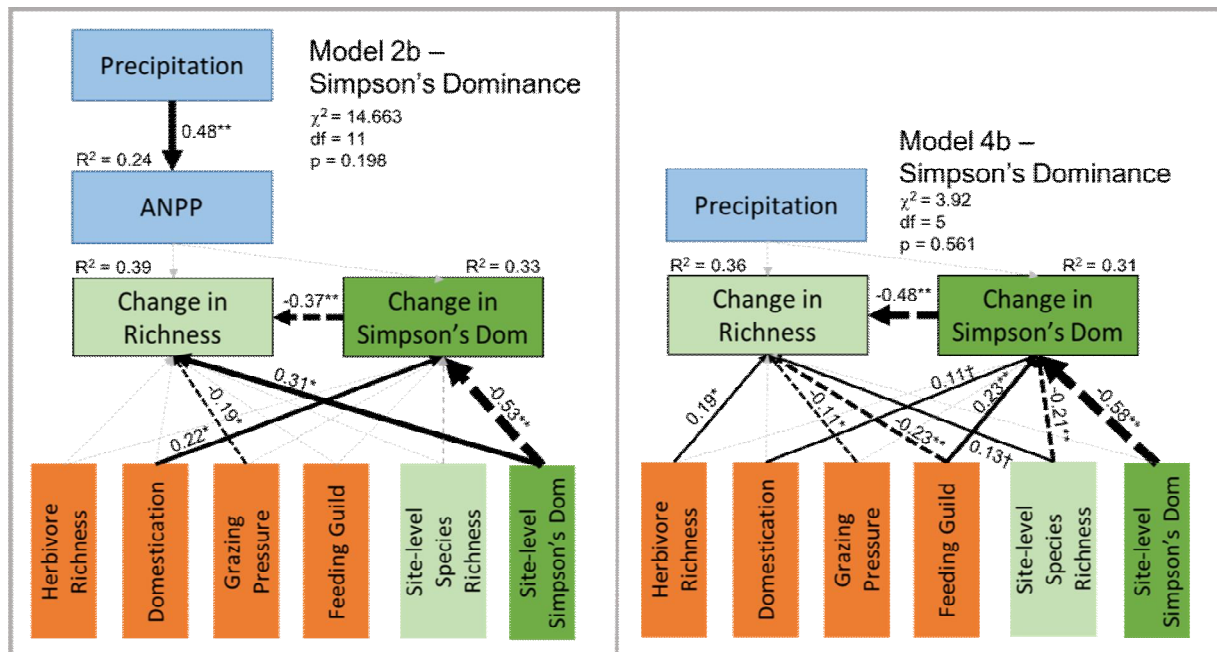 Precipitation
Model 2b –
Simpson's Dominance
χ² = 14.663
df = 11
p = 0.198
0.48**
R² = 0.24
ANPP
R² = 0.39
R² = 0.33
Change in
Richness
-0.37**
Change in
Simpson's Dom
0.31*
-0.53**
-0.19*
0.22*
Herbivore
Richness
Domestication
Grazing
Pressure
Feeding Guild
Site-level
Species
Richness
Site-level
Simpson's Dom
Model 4b –
Simpson's Dominance
χ² = 3.92
df = 5
p = 0.561
Precipitation
R² = 0.36
R² = 0.31
Change in
Richness
-0.48**
Change in
Simpson's Dom
0.19*
-0.11*
-0.23**
0.11†
0.23**
0.13†
-0.21**
-0.58**
Herbivore
Richness
Domestication
Grazing
Pressure
Feeding Guild
Site-level
Species
Richness
Site-level
Simpson's Dom